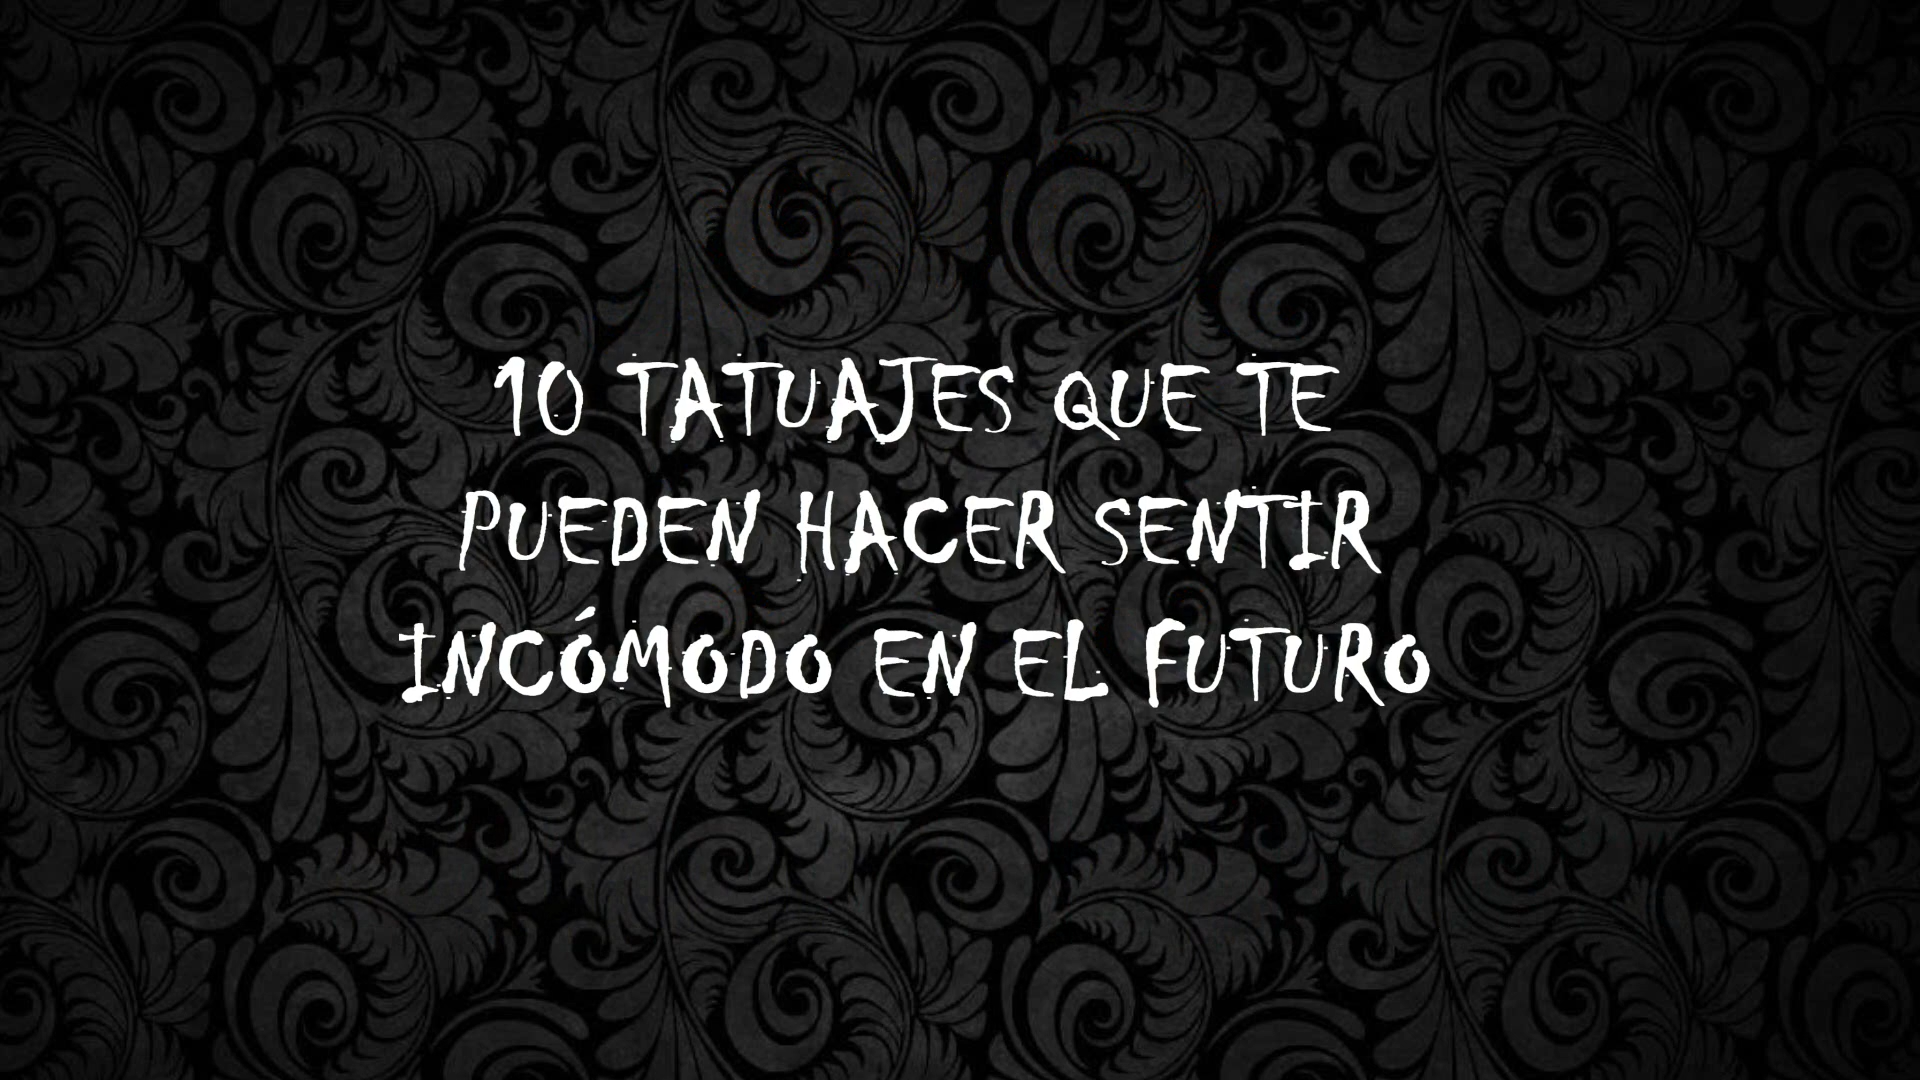 10 TATUAJES QUE TE
PUEDEN HACER SENTIR
INCÓMODO EN EL FUTURO